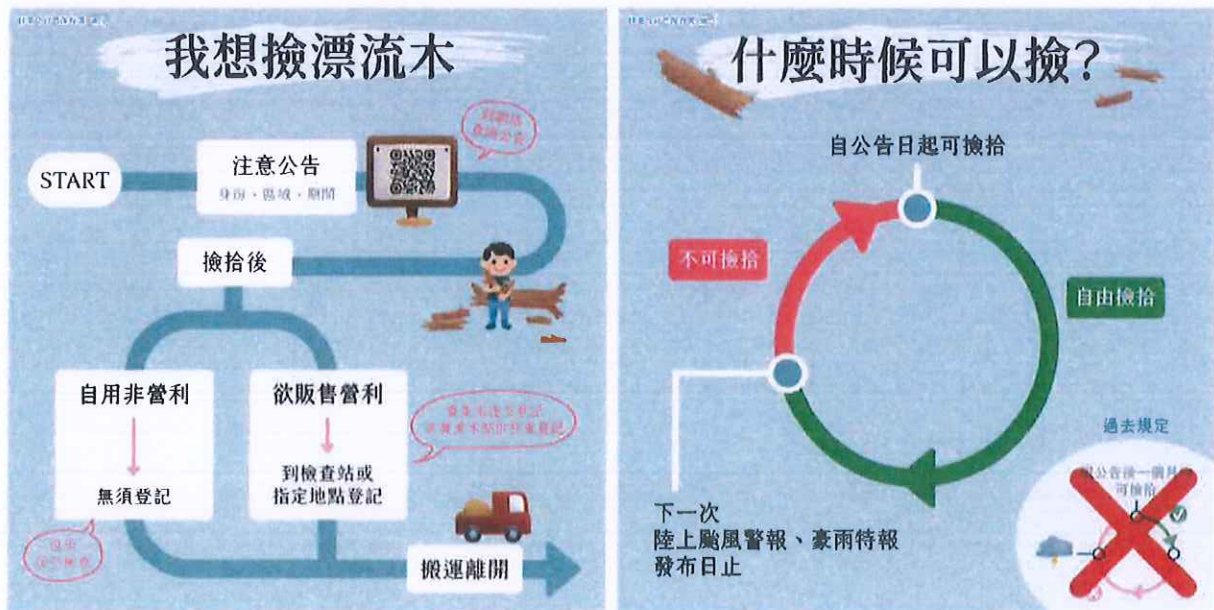 我想撿漂流木
START
注意公告
身份、區域、期間
撿拾後
自用非營利
無須登記
欲販售營利
到檢查站或
指定地點登記
搬運離開
什麼時候可以撿?
自公告日起可撿拾
不可撿拾
自由撿拾
下一次
陸上颱風警報、豪雨特報
發布日止
過去規定
可撿拾